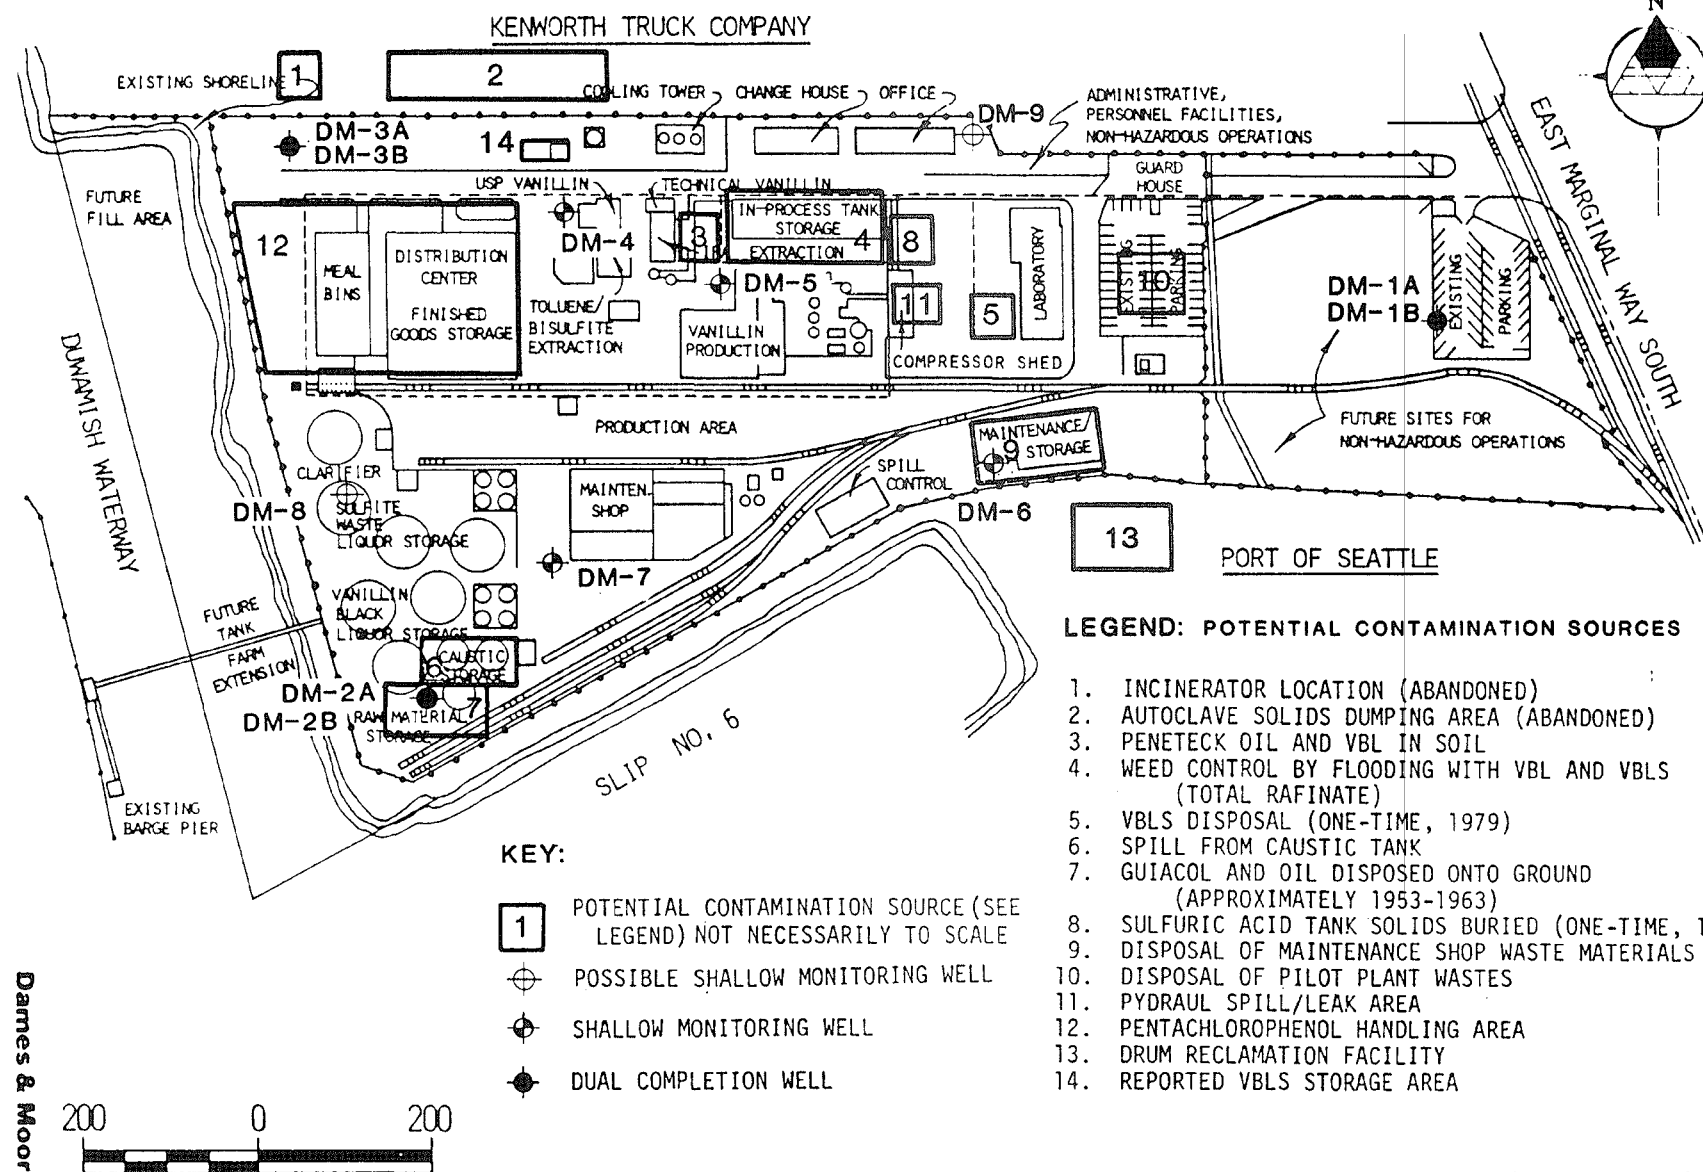 KENWORTH TRUCK COMPANY
N
EXISTING SHORELINE
1
2
COOLING TOWER
CHANGE HOUSE
OFFICE
DM-9
ADMINISTRATIVE,
PERSONNEL FACILITIES,
NON-HAZARDOUS OPERATIONS
EAST MARGINAL WAY SOUTH
DM-3A
DM-3B
14
GUARD
HOUSE
FUTURE
FILL AREA
USP VANILLIN
TECHNICAL VANILLIN
12
MEAL
BINS
DISTRIBUTION
CENTER
FINISHED
GOODS STORAGE
DM-4
3
IN-PROCESS TANK
STORAGE
4
EXTRACTION
8
LABORATORY
EXISTING
PARKING
10
DM-5
11
5
TOLUENE/
BISULFITE
EXTRACTION
VANILLIN
PRODUCTION
COMPRESSOR SHED
DM-1A
DM-1B
EXISTING
PARKING
DUWAMISH WATERWAY
PRODUCTION AREA
MAINTENANCE/
STORAGE
9
FUTURE SITES FOR
NON-HAZARDOUS OPERATIONS
CLARIFIER
DM-8
SULFITE
WASTE
LIQUOR STORAGE
MAINTEN.
SHOP
SPILL
CONTROL
DM-6
13
PORT OF SEATTLE
DM-7
VANILLIN
BLACK
LIQUOR STORAGE
FUTURE
TANK
FARM
EXTENSION
6
CAUSTIC
STORAGE
DM-2A
DM-2B
7
RAW MATERIAL
STORAGE
SLIP NO. 6
EXISTING
BARGE PIER
LEGEND: POTENTIAL CONTAMINATION SOURCES
1. INCINERATOR LOCATION (ABANDONED)
2. AUTOCLAVE SOLIDS DUMPING AREA (ABANDONED)
3. PENETECK OIL AND VBL IN SOIL
4. WEED CONTROL BY FLOODING WITH VBL AND VBLS
(TOTAL RAFINATE)
5. VBLS DISPOSAL (ONE-TIME, 1979)
6. SPILL FROM CAUSTIC TANK
7. GUIACOL AND OIL DISPOSED ONTO GROUND
(APPROXIMATELY 1953-1963)
8. SULFURIC ACID TANK SOLIDS BURIED (ONE-TIME, 1
9. DISPOSAL OF MAINTENANCE SHOP WASTE MATERIALS
10. DISPOSAL OF PILOT PLANT WASTES
11. PYDRAUL SPILL/LEAK AREA
12. PENTACHLOROPHENOL HANDLING AREA
13. DRUM RECLAMATION FACILITY
14. REPORTED VBLS STORAGE AREA
KEY:
1
POTENTIAL CONTAMINATION SOURCE (SEE
LEGEND) NOT NECESSARILY TO SCALE
POSSIBLE SHALLOW MONITORING WELL
SHALLOW MONITORING WELL
DUAL COMPLETION WELL
200 0 200
Dames & Moor